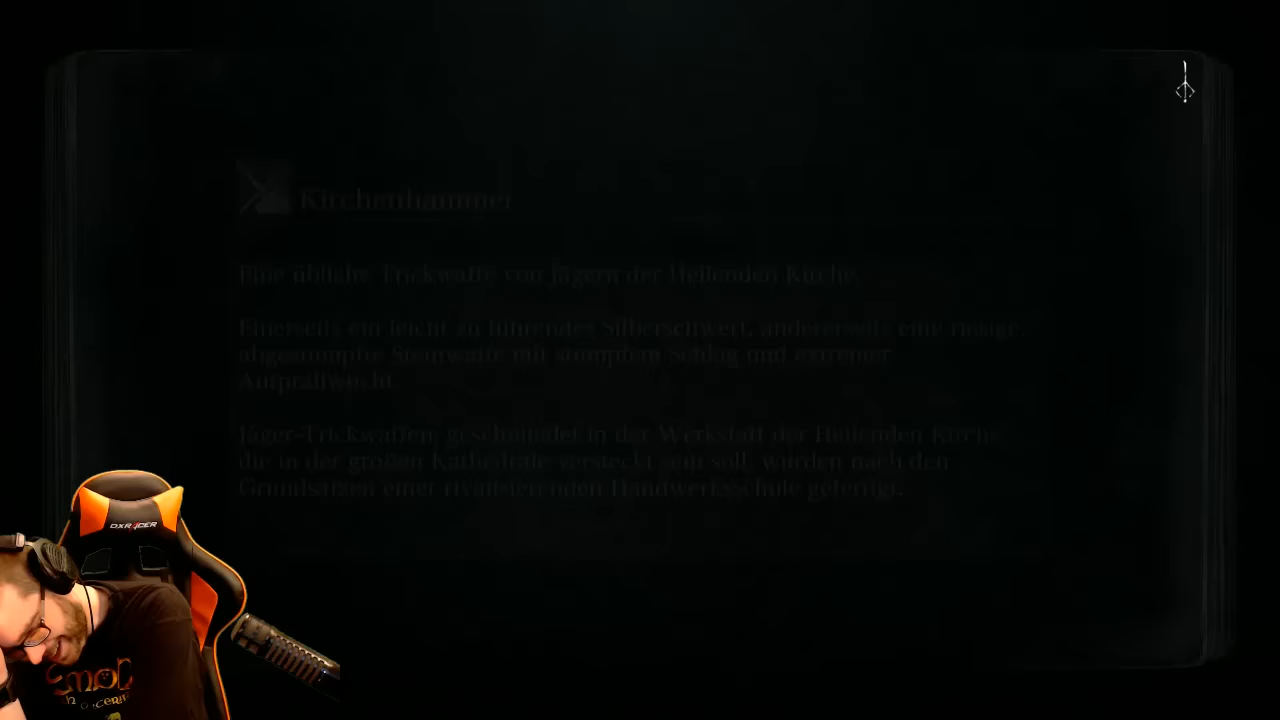 Kirchenhammer
Eine übliche Trickwaffe von Jägern der Heilenden Kirche.
Einerseits ein leicht zu führendes Silberschwert, andererseits eine riesige,
abgestumpfte Steinwaffe mit stumpfem Schlag und extremer
Aufprallwucht.
Jäger-Trickwaffen, geschmiedet in der Werkstatt der Heilenden Kirche,
die in der großen Kathedrale versteckt sein soll, wurden nach den
Grundsätzen einer rivalisierenden Handwerksschule gefertigt.
DXRACER